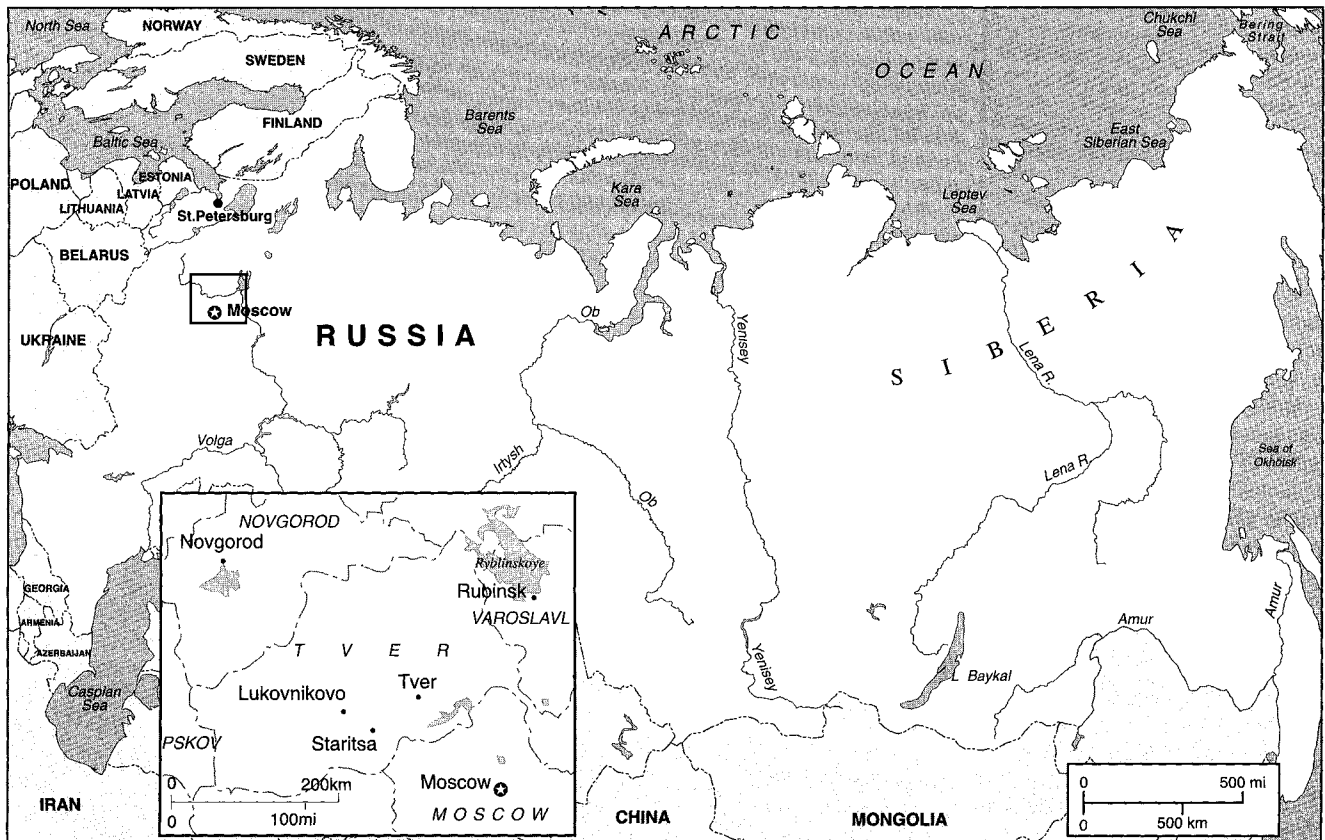 North Sea
NORWAY
ARCTIC
OCEAN
Chukchi
Sea
Bering
Strait
SWEDEN
FINLAND
Barents
Sea
East
Siberian Sea
Baltic Sea
ESTONIA
POLAND
LATVIA
LITHUANIA
St.Petersburg
Kara
Sea
Leptev
Sea
BELARUS
Moscow
UKRAINE
RUSSIA
SIBERIA
Ob
Yenisey
Lena R.
Volga
Irtysh
Ob
Lena R.
Sea of
Okhotsk
GEORGIA
ARMENIA
AZERBAIJAN
Caspian
Sea
IRAN
Yenisey
L. Baykal
Amur
Amur
CHINA
MONGOLIA
0 500 mi
0 500 km
NOVGOROD
Novgorod
Ryblinskoye
Rubinsk
VAROSLAVL
TVER
Lukovnikovo
Tver
Staritsa
PSKOV
Moscow
MOSCOW
0 200km
0 100mi